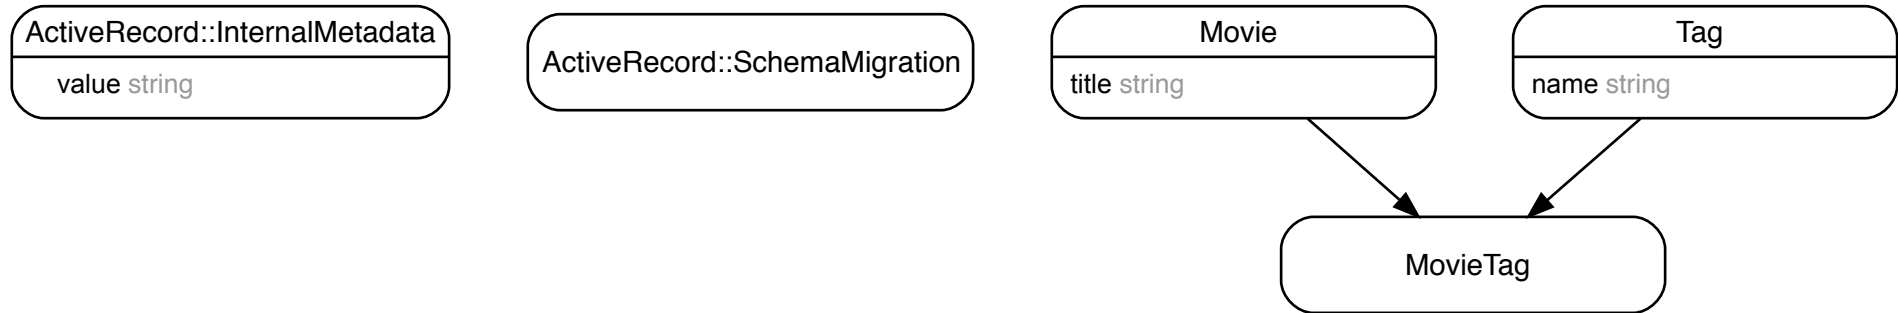 ActiveRecord::InternalMetadata
value string
ActiveRecord::SchemaMigration
Movie
title string
Tag
name string
MovieTag